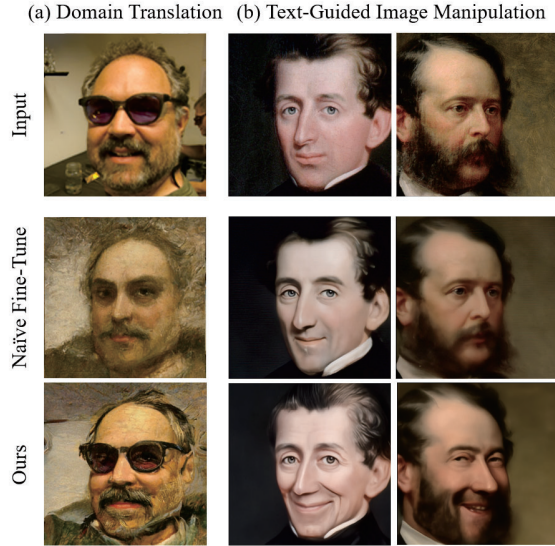 (a) Domain Translation (b) Text-Guided Image Manipulation
Input
Naïve Fine-Tune
Ours